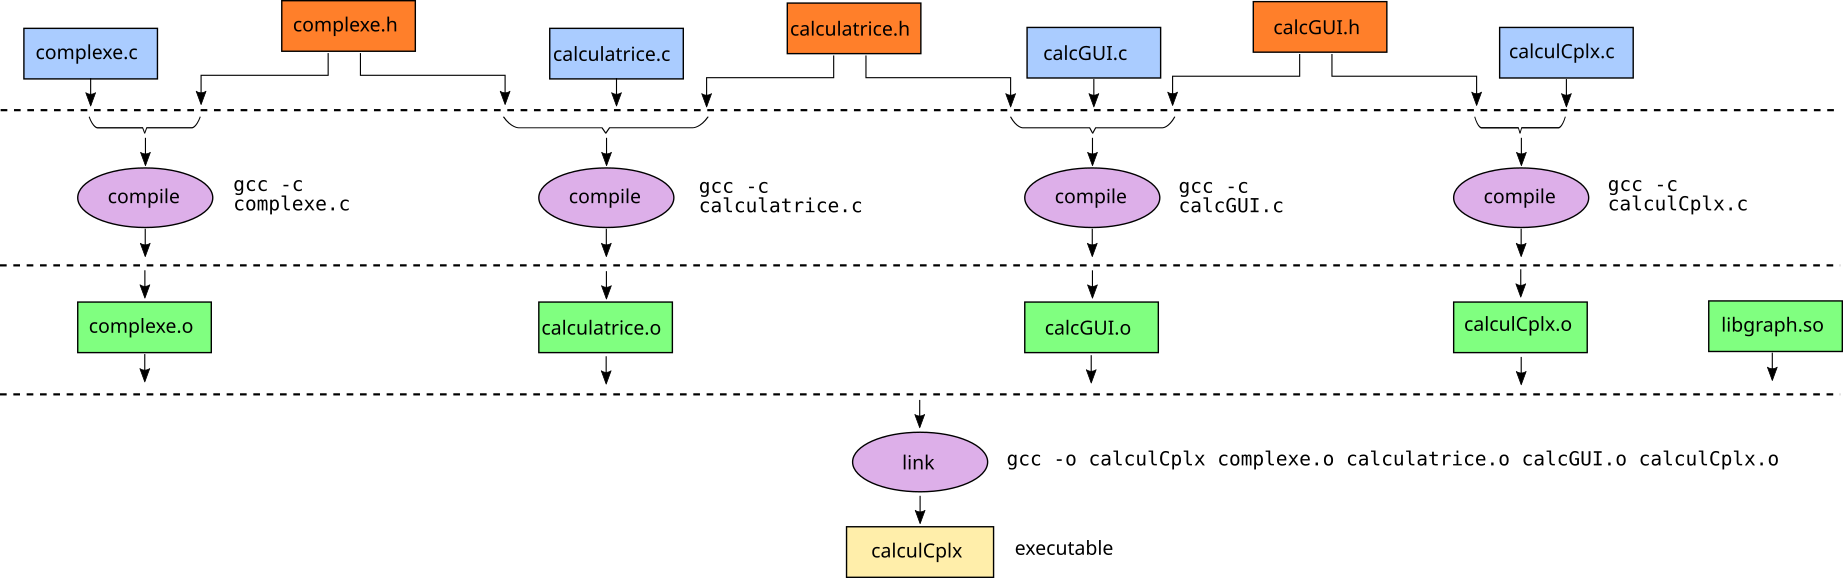 complexe.h
calculatrice.h
calcGUI.h
complexe.c
calculatrice.c
calcGUI.c
calculCplx.c
compile
gcc -c
complexe.c
compile
gcc -c
calculatrice.c
compile
gcc -c
calcGUI.c
compile
gcc -c
calculCplx.c
complexe.o
calculatrice.o
calcGUI.o
calculCplx.o
libgraph.so
link
gcc -o calculCplx complexe.o calculatrice.o calcGUI.o calculCplx.o
calculCplx
executable